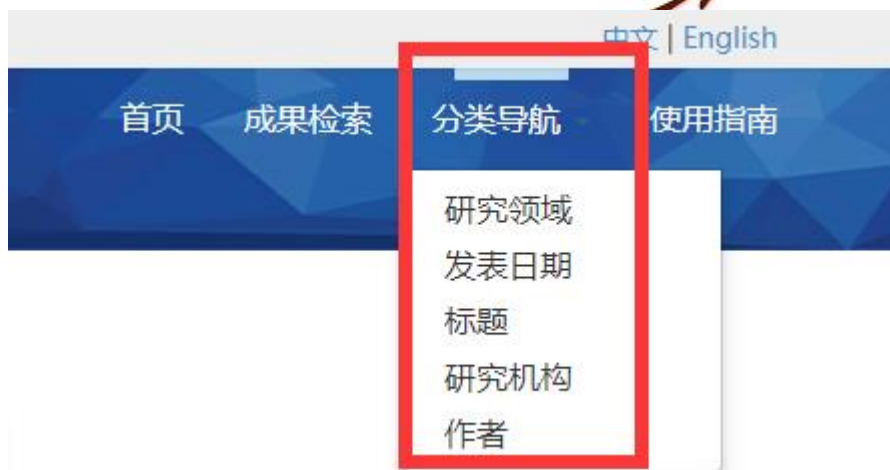 中文 | English
首页 成果检索 分类导航 使用指南
研究领域
发表日期
标题
研究机构
作者